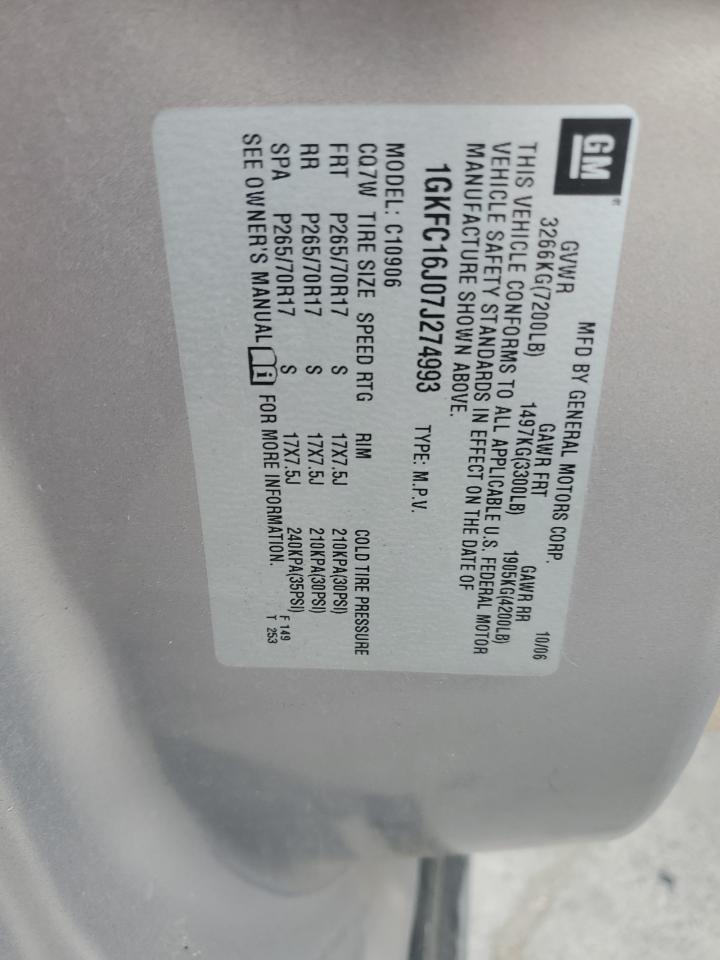 GM
MFD BY GENERAL MOTORS CORP. 10/06
GVWR GAWR FRT GAWR RR
3266KG(7200LB) 1497KG(3300LB) 1905KG(4200LB)
THIS VEHICLE CONFORMS TO ALL APPLICABLE U.S. FEDERAL MOTOR
VEHICLE SAFETY STANDARDS IN EFFECT ON THE DATE OF
MANUFACTURE SHOWN ABOVE.
1GKFC16J07J274993 TYPE: M.P.V.
MODEL: C10906
CQ7W TIRE SIZE SPEED RTG RIM COLD TIRE PRESSURE
FRT P265/70R17 S 17X7.5J 210KPA(30PSI)
RR P265/70R17 S 17X7.5J 210KPA(30PSI)
SPA P265/70R17 S 17X7.5J 240KPA(35PSI)
SEE OWNER'S MANUAL i FOR MORE INFORMATION.
F 149
T 253